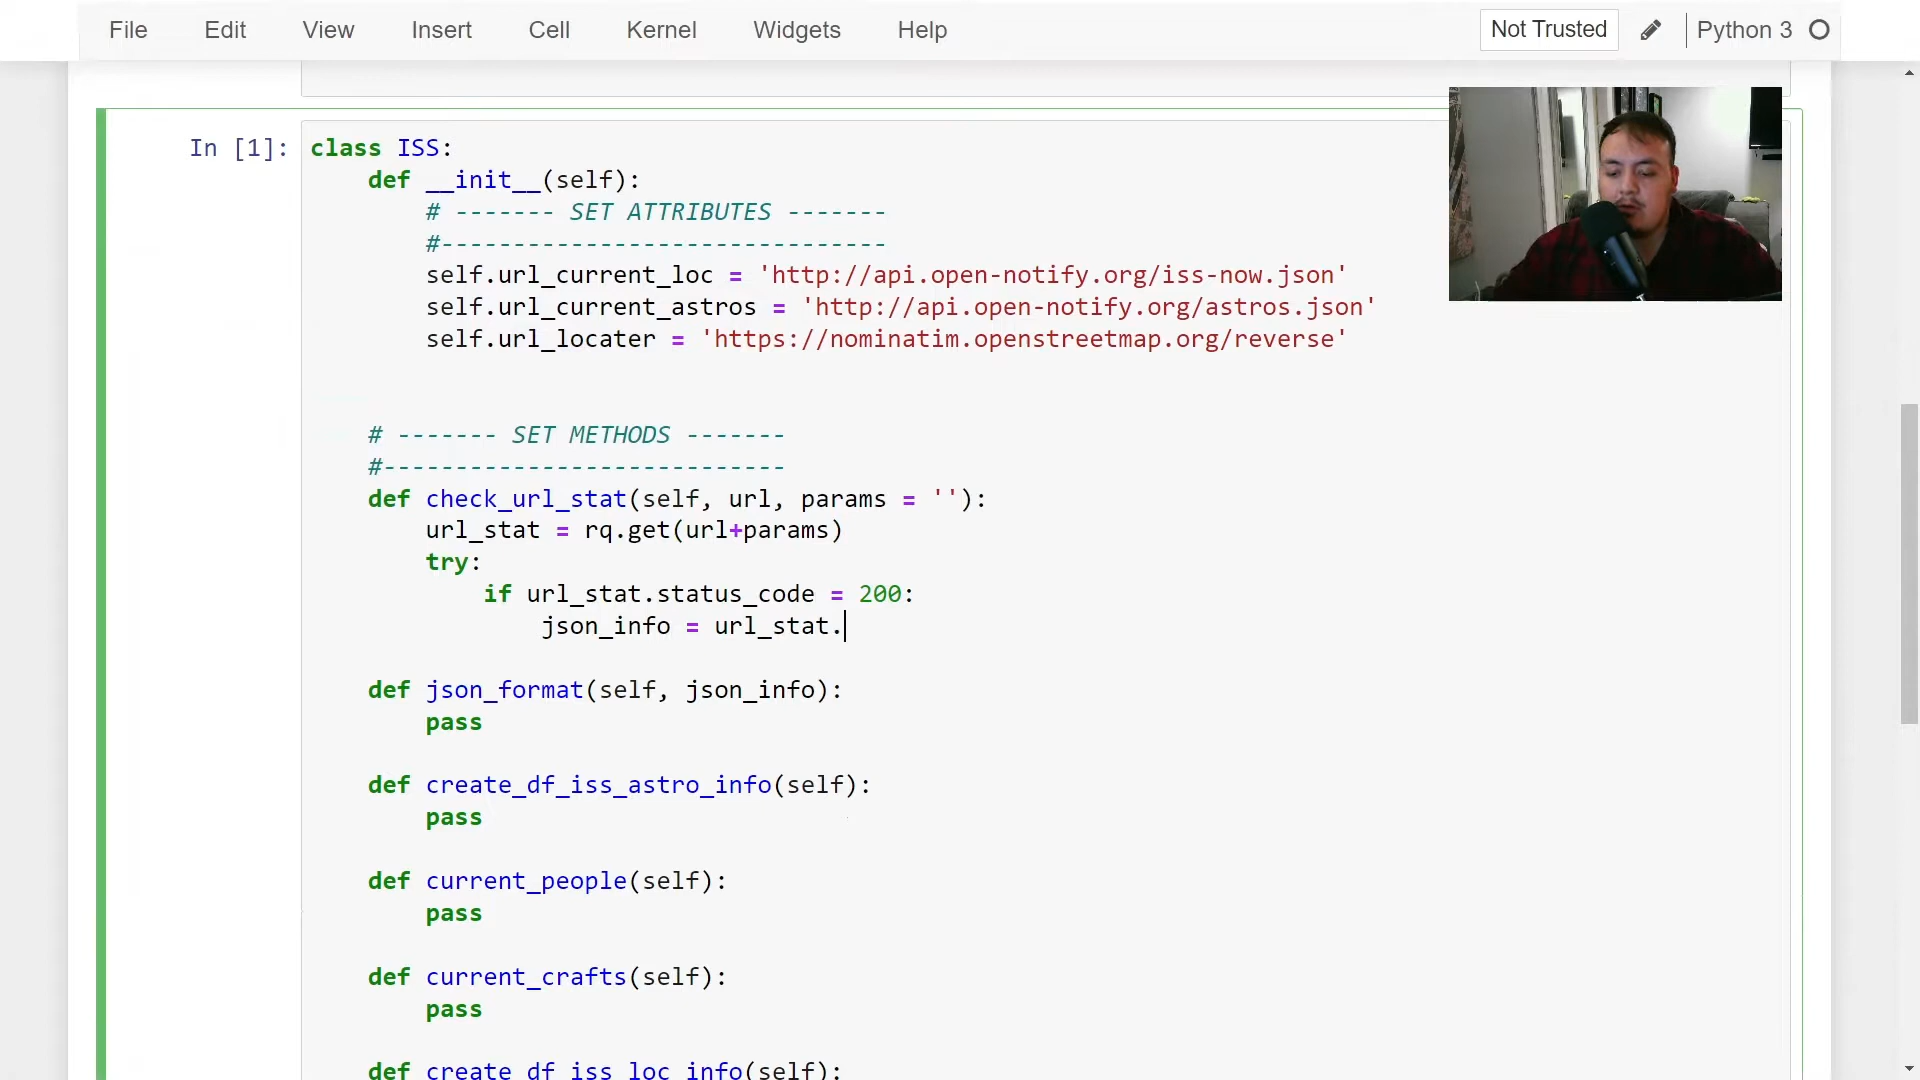 File Edit View Insert Cell Kernel Widgets Help Not Trusted Python 3
In [1]: class ISS:
def __init__(self):
# ------- SET ATTRIBUTES -------
#-------------------------------
self.url_current_loc = 'http://api.open-notify.org/iss-now.json'
self.url_current_astros = 'http://api.open-notify.org/astros.json'
self.url_locater = 'https://nominatim.openstreetmap.org/reverse'
# ------- SET METHODS -------
#----------------------------
def check_url_stat(self, url, params = ''):
url_stat = rq.get(url+params)
try:
if url_stat.status_code = 200:
json_info = url_stat.
def json_format(self, json_info):
pass
def create_df_iss_astro_info(self):
pass
def current_people(self):
pass
def current_crafts(self):
pass
def create_df_iss_loc_info(self):